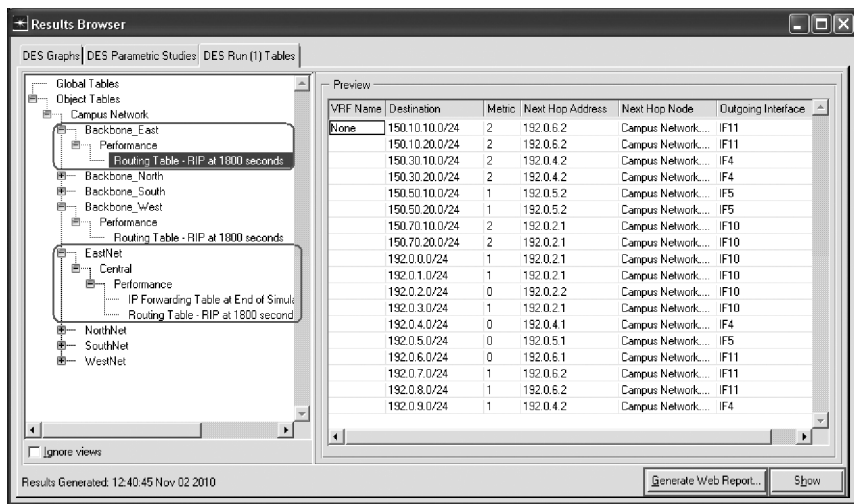 Results Browser
DES Graphs DES Parametric Studies DES Run (1) Tables
Global Tables
Object Tables
Campus Network
Backbone_East
Performance
Routing Table - RIP at 1800 seconds
Backbone_North
Backbone_South
Backbone_West
Performance
Routing Table - RIP at 1800 seconds
EastNet
Central
Performance
IP Forwarding Table at End of Simula
Routing Table - RIP at 1800 second
NorthNet
SouthNet
WestNet
Ignore views
Preview
VRF Name Destination Metric Next Hop Address Next Hop Node Outgoing Interface
None 150.10.10.0/24 2 192.0.6.2 Campus Network.... IF11
150.10.20.0/24 2 192.0.6.2 Campus Network.... IF11
150.30.10.0/24 2 192.0.4.2 Campus Network.... IF4
150.30.20.0/24 2 192.0.4.2 Campus Network.... IF4
150.50.10.0/24 1 192.0.5.2 Campus Network.... IF5
150.50.20.0/24 1 192.0.5.2 Campus Network.... IF5
150.70.10.0/24 2 192.0.2.1 Campus Network.... IF10
150.70.20.0/24 2 192.0.2.1 Campus Network.... IF10
192.0.0.0/24 1 192.0.2.1 Campus Network.... IF10
192.0.1.0/24 1 192.0.2.1 Campus Network.... IF10
192.0.2.0/24 0 192.0.2.2 Campus Network.... IF10
192.0.3.0/24 1 192.0.2.1 Campus Network.... IF10
192.0.4.0/24 0 192.0.4.1 Campus Network.... IF4
192.0.5.0/24 0 192.0.5.1 Campus Network.... IF5
192.0.6.0/24 0 192.0.6.1 Campus Network.... IF11
192.0.7.0/24 1 192.0.6.2 Campus Network.... IF11
192.0.8.0/24 1 192.0.6.2 Campus Network.... IF11
192.0.9.0/24 1 192.0.4.2 Campus Network.... IF4
Results Generated: 12:40:45 Nov 02 2010
Generate Web Report... Show